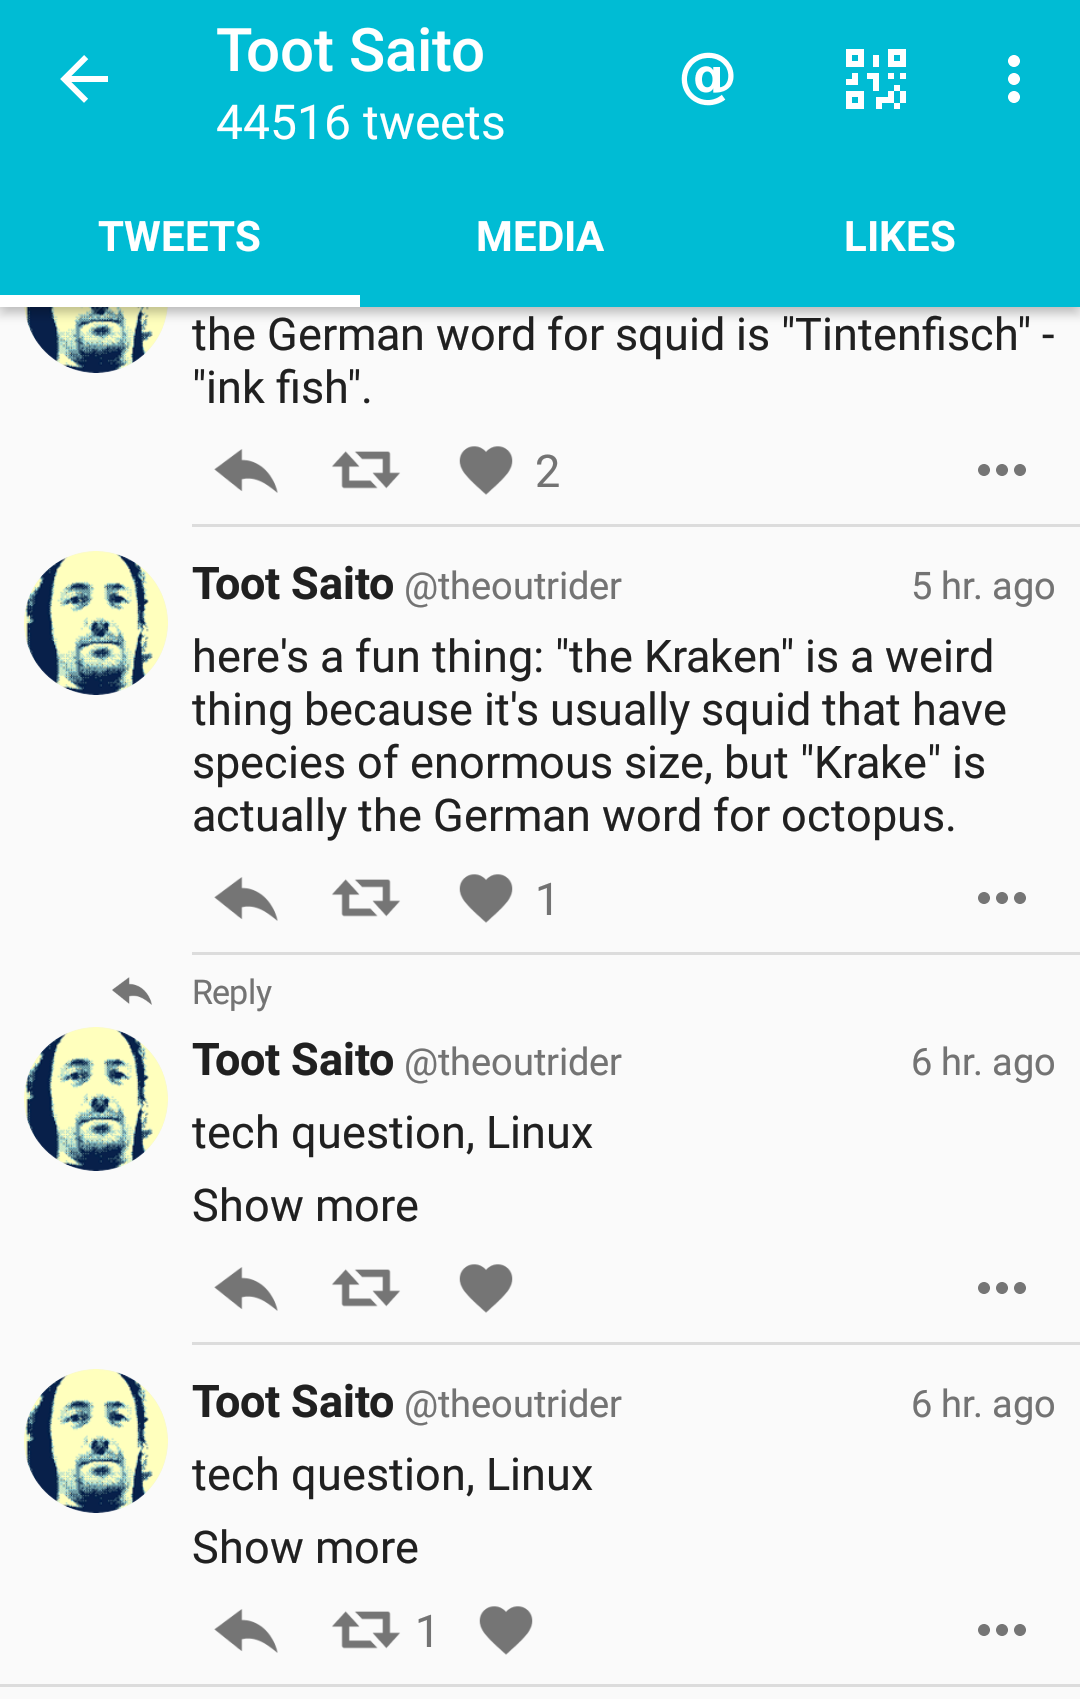 Toot Saito
@
44516 tweets
TWEETS MEDIA LIKES
the German word for squid is "Tintenfisch" -
"ink fish".
2
Toot Saito @theoutrider 5 hr. ago
here's a fun thing: "the Kraken" is a weird
thing because it's usually squid that have
species of enormous size, but "Krake" is
actually the German word for octopus.
1
Reply
Toot Saito @theoutrider 6 hr. ago
tech question, Linux
Show more
Toot Saito @theoutrider 6 hr. ago
tech question, Linux
Show more
1